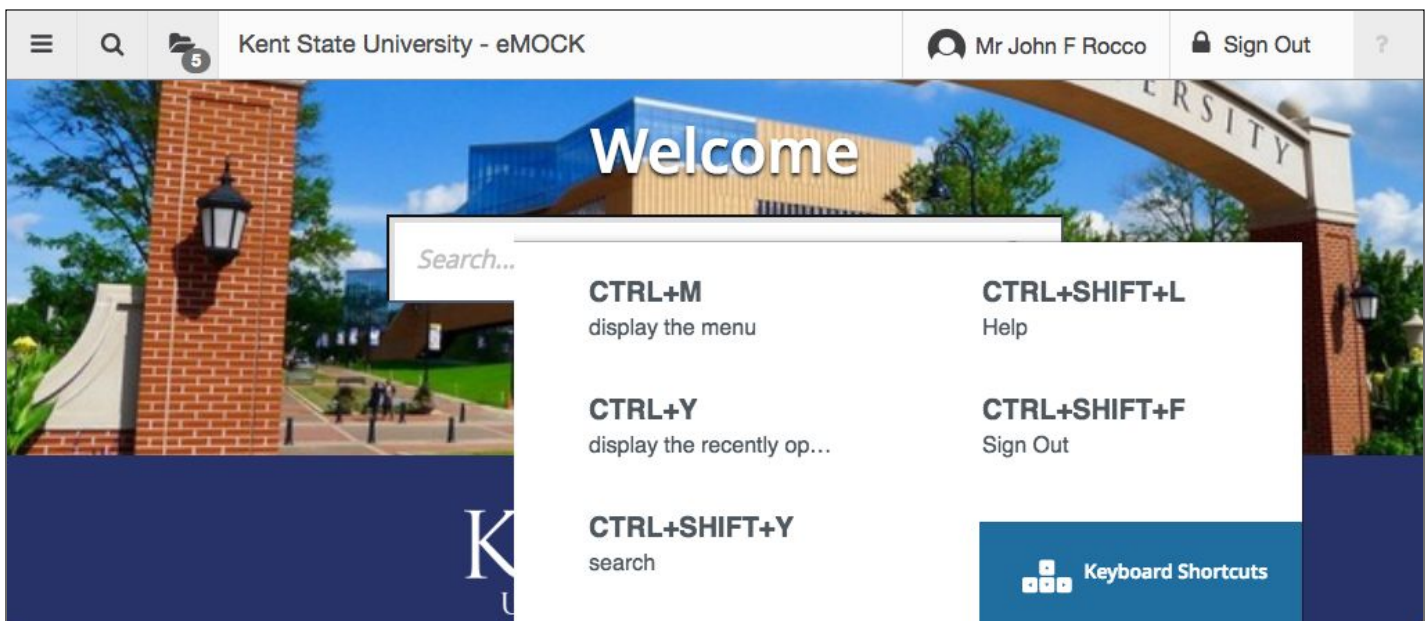 5
Kent State University - eMOCK
Mr John F Rocco
Sign Out
?
ERSITY
Welcome
Search...
CTRL+M
display the menu
CTRL+SHIFT+L
Help
CTRL+Y
display the recently op...
CTRL+SHIFT+F
Sign Out
CTRL+SHIFT+Y
search
Keyboard Shortcuts
K
U